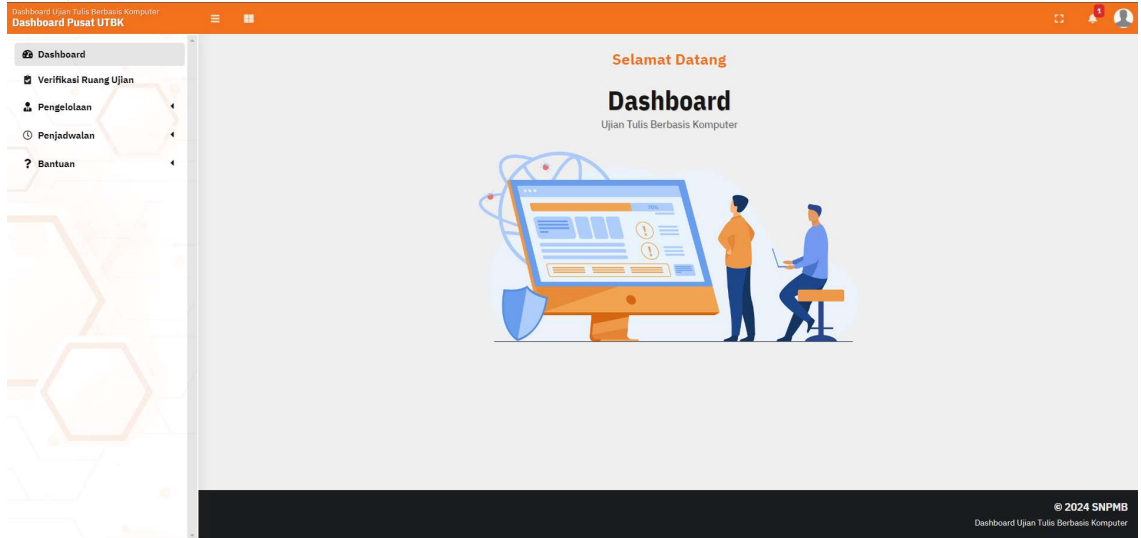 Dashboard Ujian Tulis Berbasis Komputer
Dashboard Pusat UTBK
1
Dashboard
Verifikasi Ruang Ujian
Pengelolaan
Penjadwalan
Bantuan
Selamat Datang
Dashboard
Ujian Tulis Berbasis Komputer
70%
© 2024 SNPMB
Dashboard Ujian Tulis Berbasis Komputer